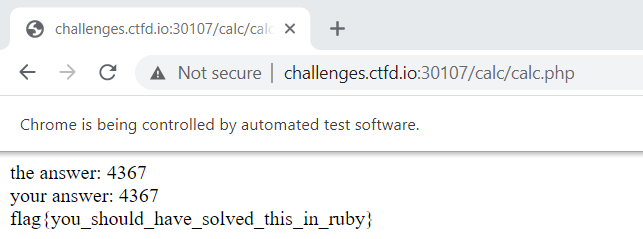 challenges.ctfd.io:30107/calc/calc
Not secure | challenges.ctfd.io:30107/calc/calc.php
Chrome is being controlled by automated test software.
the answer: 4367
your answer: 4367
flag{you_should_have_solved_this_in_ruby}